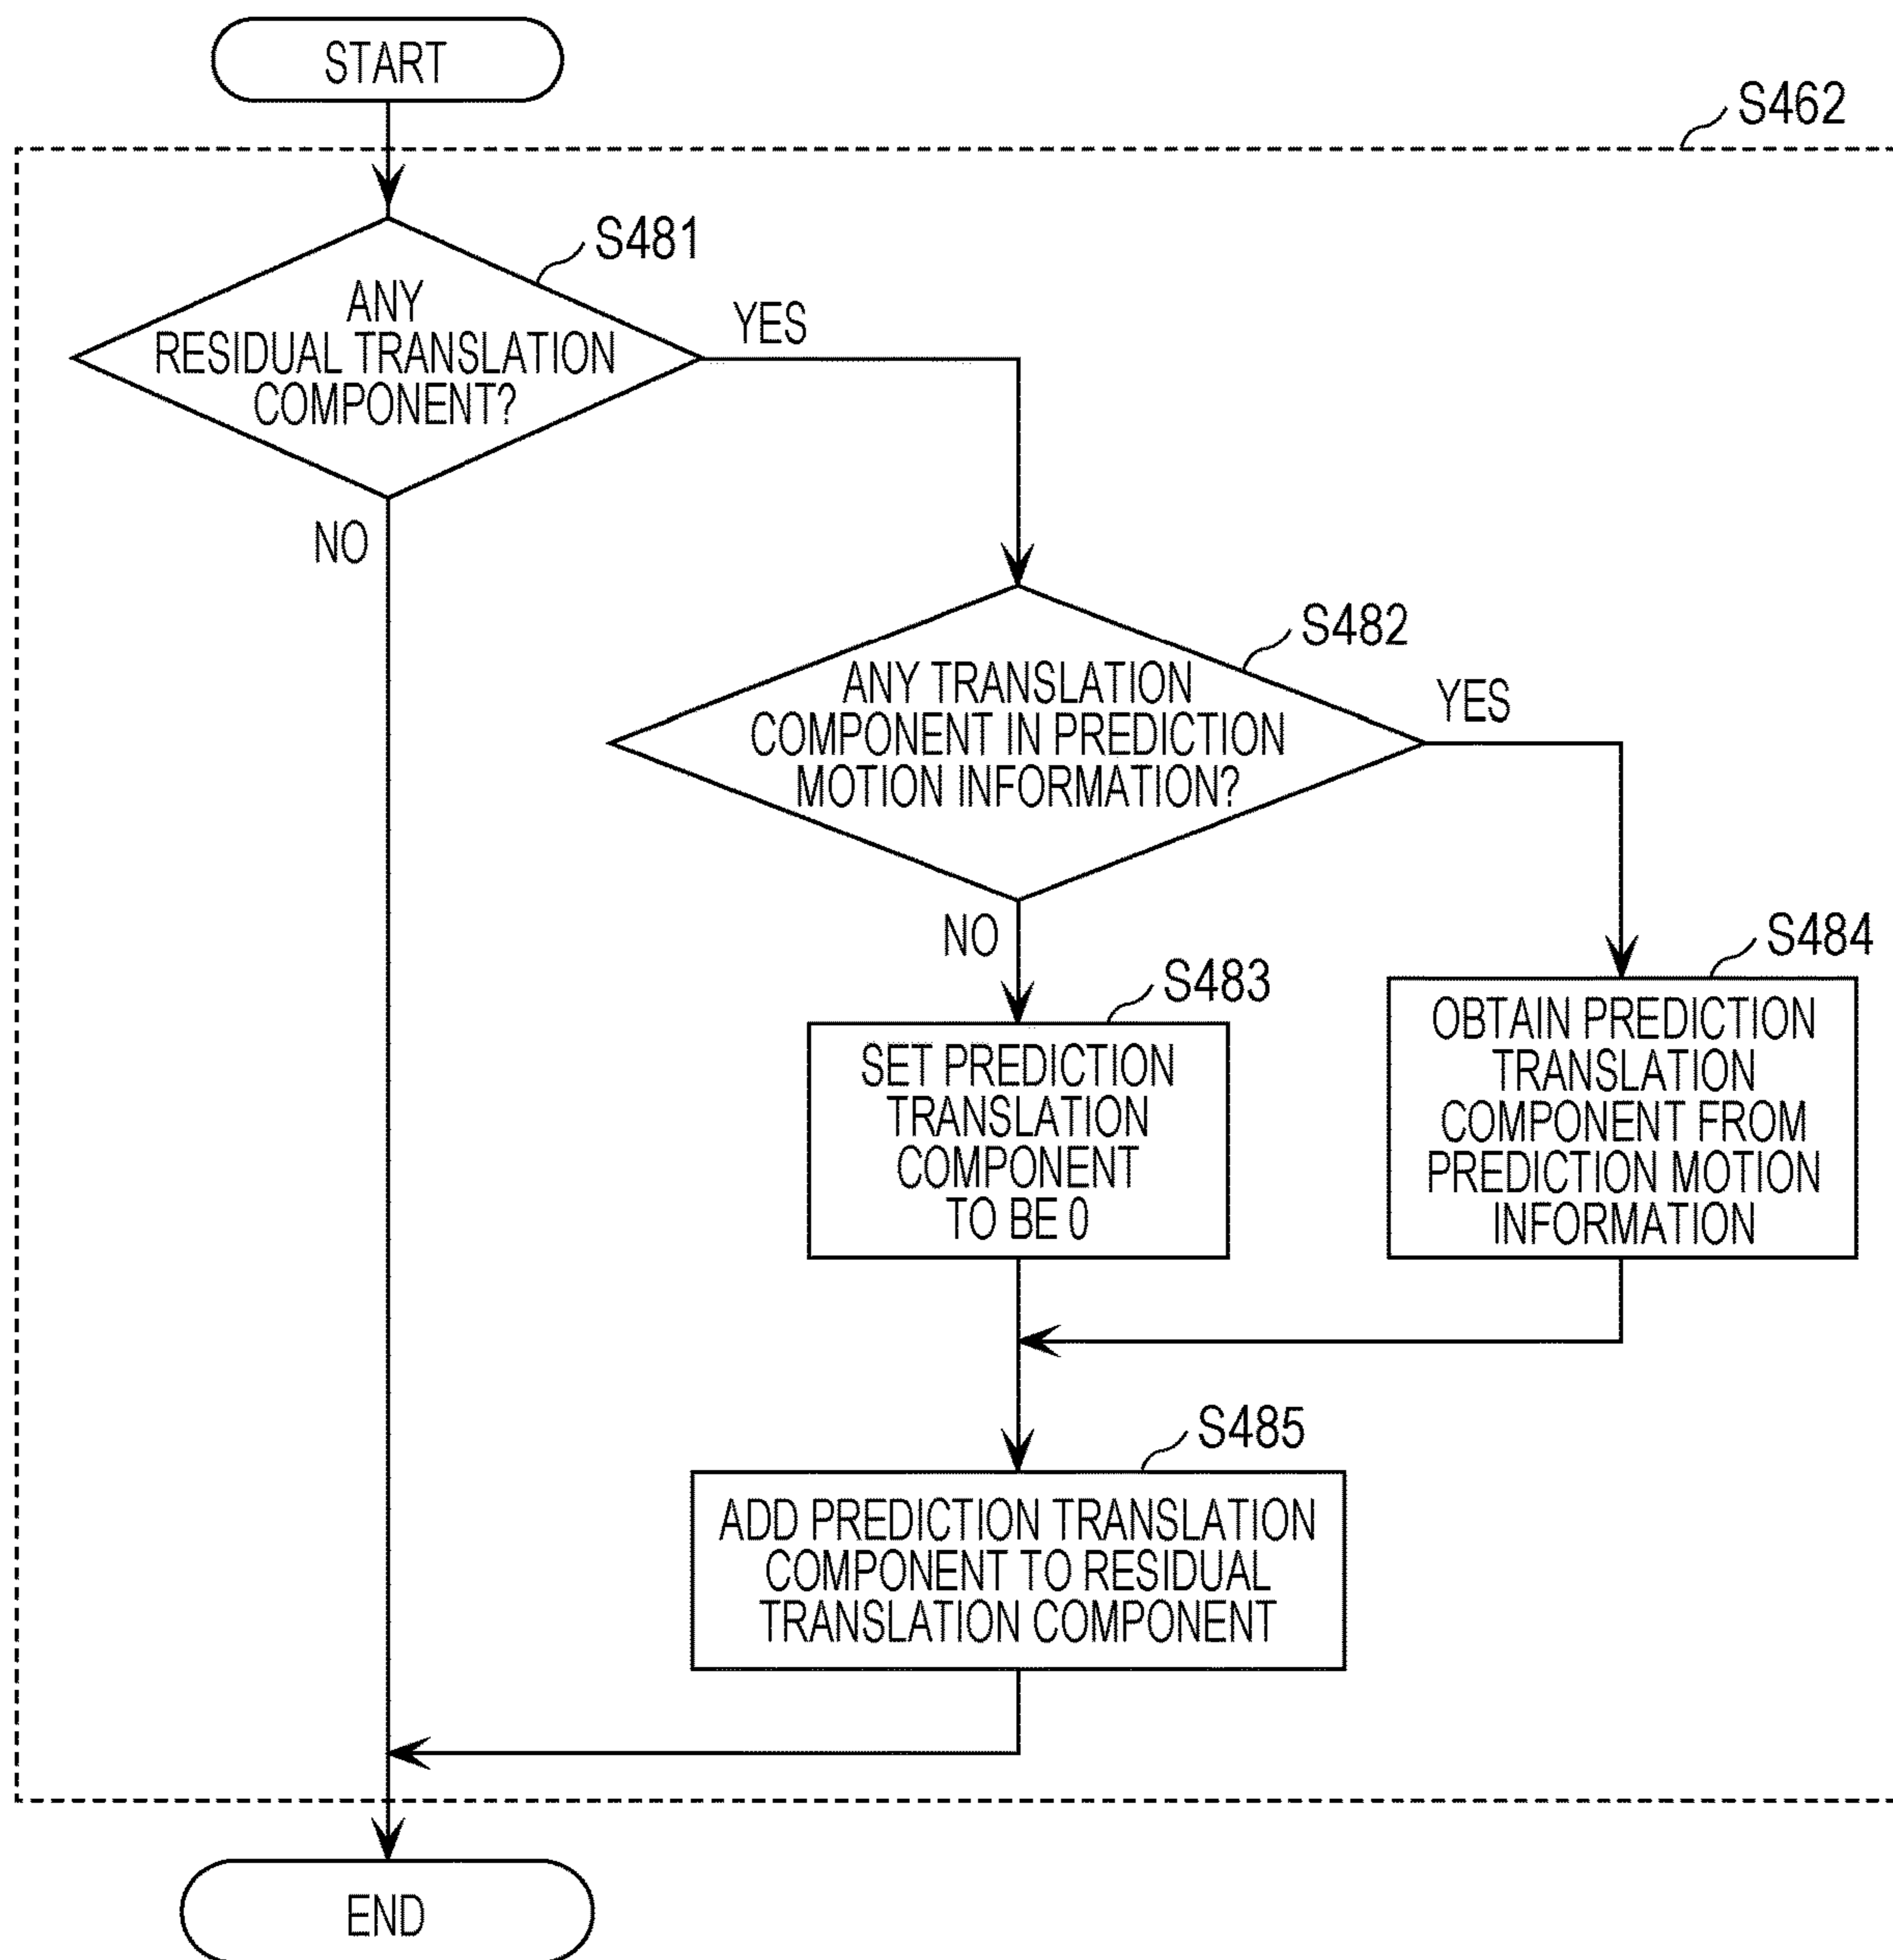 START
S462
S481
ANY
RESIDUAL TRANSLATION
COMPONENT?
YES
NO
S482
ANY TRANSLATION
COMPONENT IN PREDICTION
MOTION INFORMATION?
YES
NO
S483
SET PREDICTION
TRANSLATION
COMPONENT
TO BE 0
S484
OBTAIN PREDICTION
TRANSLATION
COMPONENT FROM
PREDICTION MOTION
INFORMATION
S485
ADD PREDICTION TRANSLATION
COMPONENT TO RESIDUAL
TRANSLATION COMPONENT
END